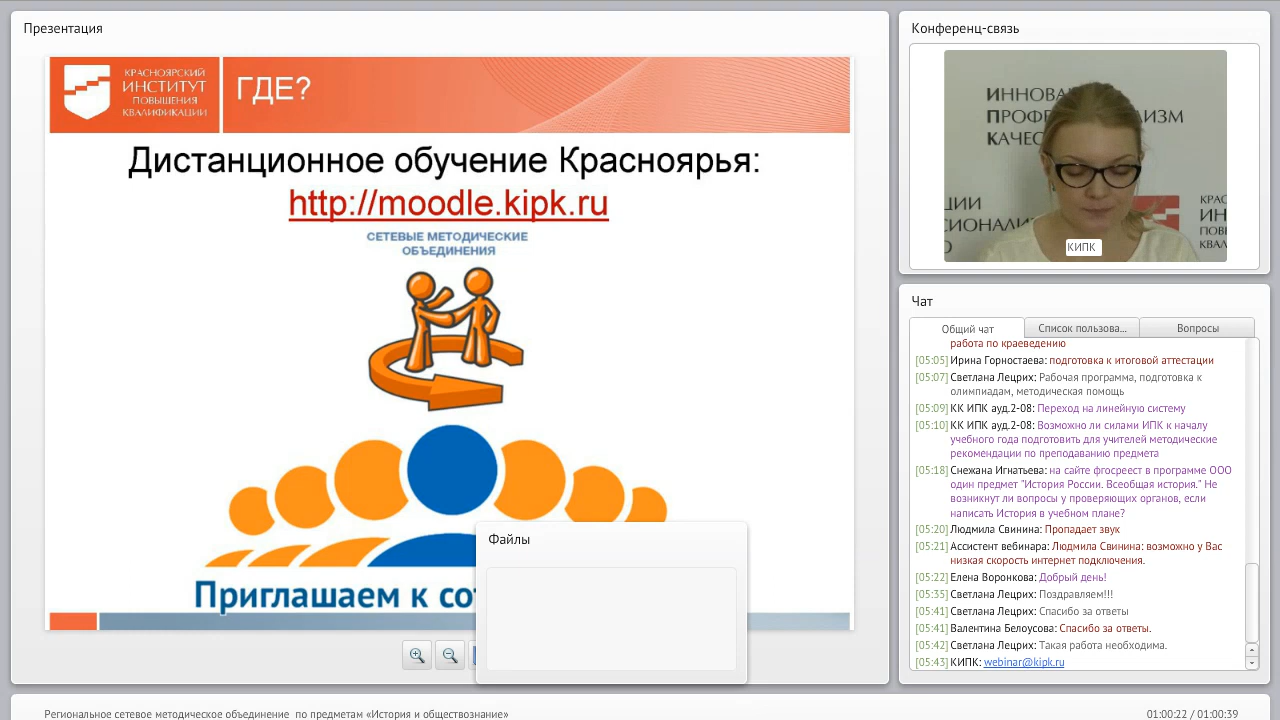 Презентация
КРАСНОЯРСКИЙ
ИНСТИТУТ
ПОВЫШЕНИЯ
КВАЛИФИКАЦИИ
ГДЕ?
Дистанционное обучение Красноярья:
http://moodle.kipk.ru
СЕТЕВЫЕ МЕТОДИЧЕСКИЕ
ОБЪЕДИНЕНИЯ
Приглашаем к
Файлы
Конференц-связь
КИПК
Чат
Общий чат
Список пользова...
Вопросы
работа по краеведению
[05:05] Ирина Горностаева: подготовка к итоговой аттестации
[05:07] Светлана Лецрих: Рабочая программа, подготовка к
олимпиадам, методическая помощь
[05:09] КК ИПК ауд.2-08: Переход на линейную систему
[05:10] КК ИПК ауд.2-08: Возможно ли силами ИПК к началу
учебного года подготовить для учителей методические
рекомендации по преподаванию предмета
[05:18] Снежана Игнатьева: на сайте фгосреест в программе ООО
один предмет "История России. Всеобщая история." Не
возникнут ли вопросы у проверяющих органов, если
написать История в учебном плане?
[05:20] Людмила Свинина: Пропадает звук
[05:21] Ассистент вебинара: Людмила Свинина: возможно у Вас
низкая скорость интернет подключения.
[05:22] Елена Воронкова: Добрый день!
[05:35] Светлана Лецрих: Поздравляем!!!
[05:41] Светлана Лецрих: Спасибо за ответы
[05:41] Валентина Белоусова: Спасибо за ответы.
[05:42] Светлана Лецрих: Такая работа необходима.
[05:43] КИПК: webinar@kipk.ru
Региональное сетевое методическое объединение по предметам «История и обществознание»
01:00:22 / 01:00:39